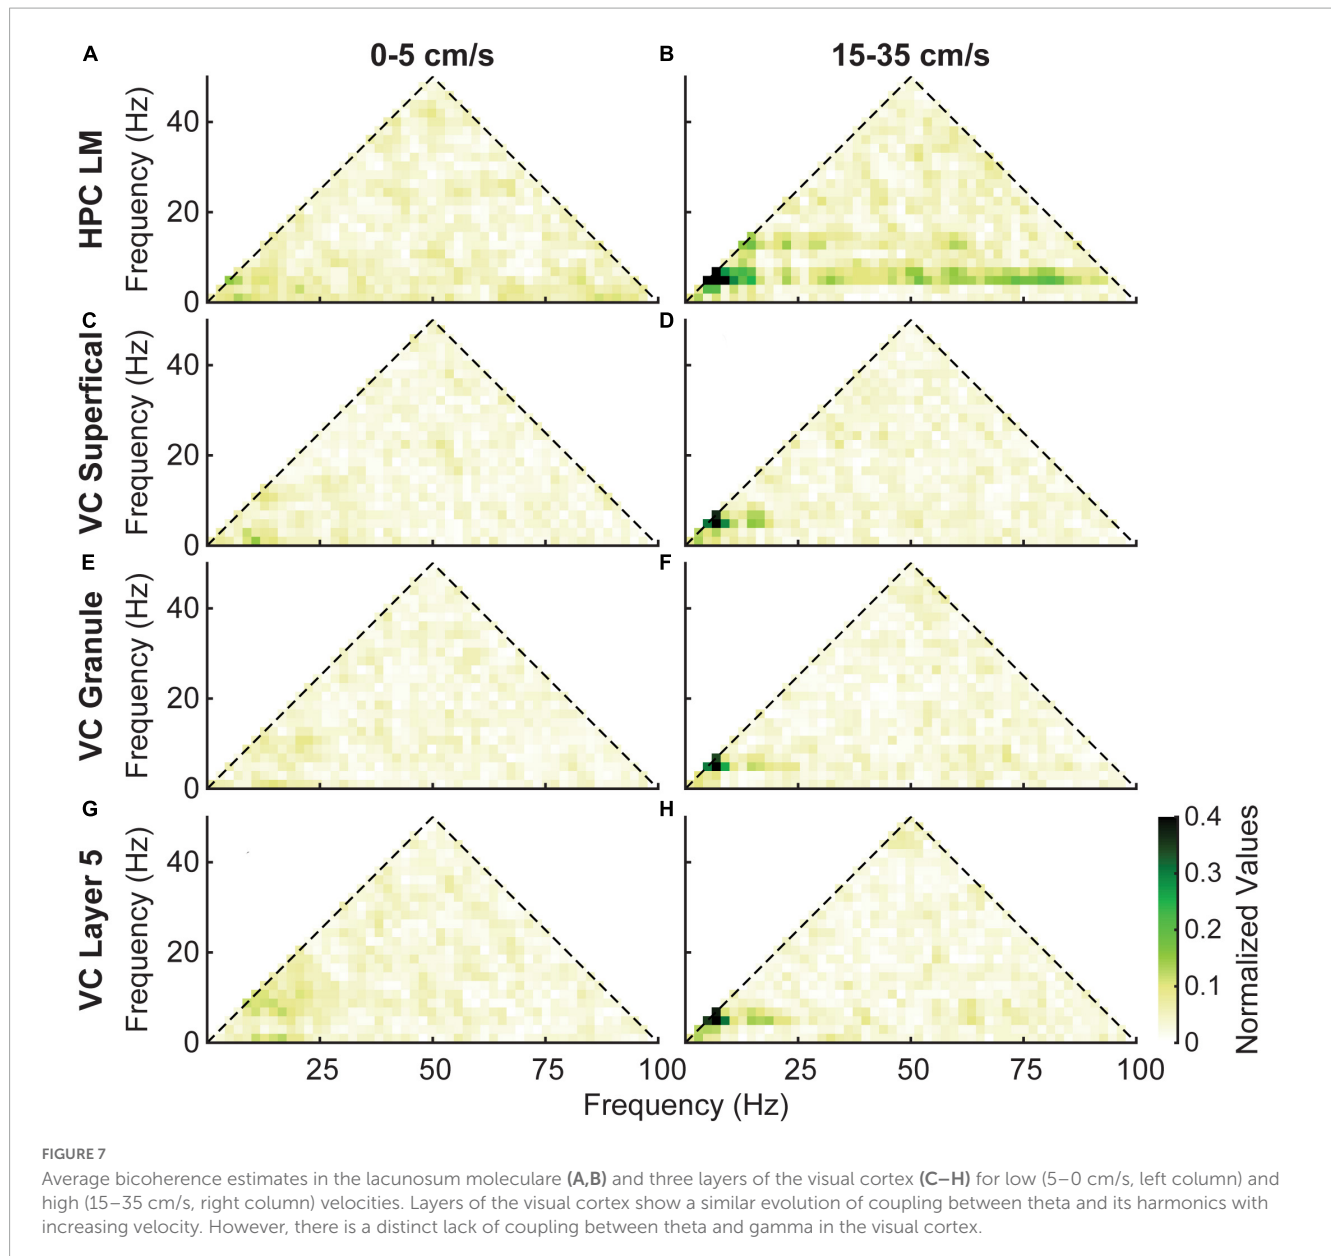 A 0-5 cm/s B 15-35 cm/s
HPC LM
Frequency (Hz)
40
20
0
C D
VC Superfical
Frequency (Hz)
40
20
0
E F
VC Granule
Frequency (Hz)
40
20
0
G H
VC Layer 5
Frequency (Hz)
40
20
0
25 50 75 100 25 50 75 100
Frequency (Hz)
0.4
0.3
0.2
0.1
0
Normalized Values
FIGURE 7
Average bicoherence estimates in the lacunosum moleculare (A,B) and three layers of the visual cortex (C–H) for low (5–0 cm/s, left column) and
high (15–35 cm/s, right column) velocities. Layers of the visual cortex show a similar evolution of coupling between theta and its harmonics with
increasing velocity. However, there is a distinct lack of coupling between theta and gamma in the visual cortex.